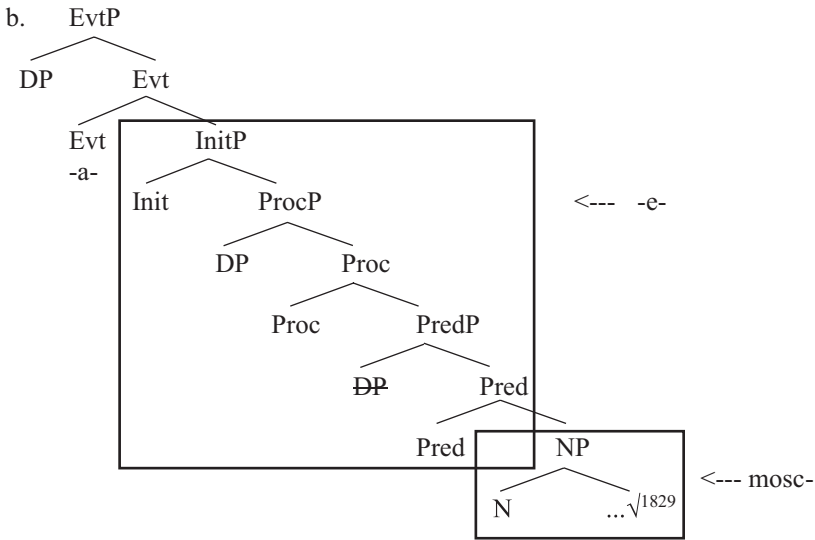 b. EvtP
DP Evt
Evt InitP
-a-
Init ProcP <--- -e-
DP Proc
Proc PredP
DP Pred
Pred NP
<--- mosc-
N ...√1829